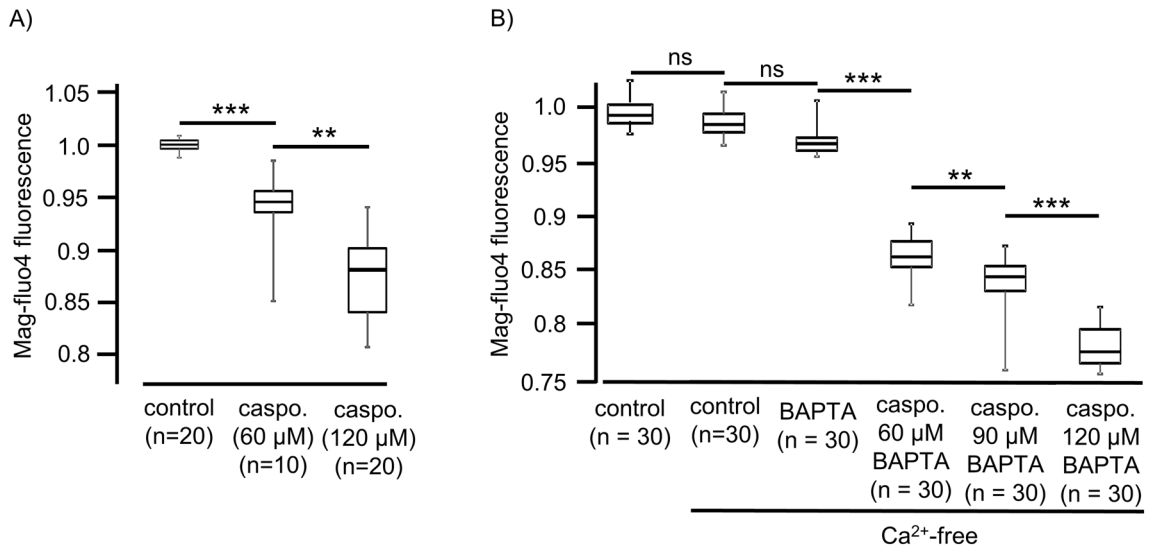 A)
Mag-fluo4 fluorescence
1.05
1.0
0.95
0.9
0.85
0.8
***
**
control
(n=20)
caspo.
(60 µM)
(n=10)
caspo.
(120 µM)
(n=20)
B)
Mag-fluo4 fluorescence
1.0
0.95
0.9
0.85
0.8
0.75
ns
ns
***
**
***
control
(n = 30)
control
(n=30)
BAPTA
(n = 30)
caspo.
60 µM
BAPTA
(n = 30)
caspo.
90 µM
BAPTA
(n = 30)
caspo.
120 µM
BAPTA
(n = 30)
Ca²⁺-free